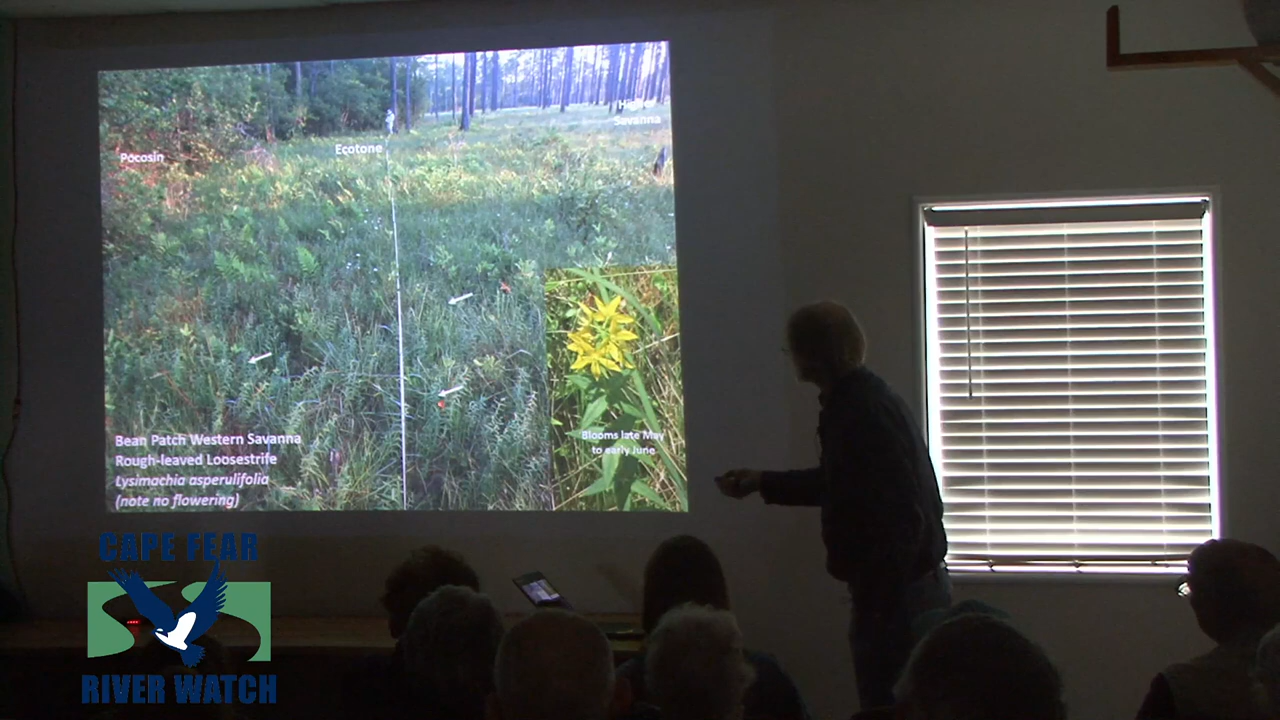 Higher
Savanna
Pocosin
Ecotone
Blooms late May
to early June
Bean Patch Western Savanna
Rough-leaved Loosestrife
Lysimachia asperulifolia
(note no flowering)
CAPE FEAR
RIVER WATCH